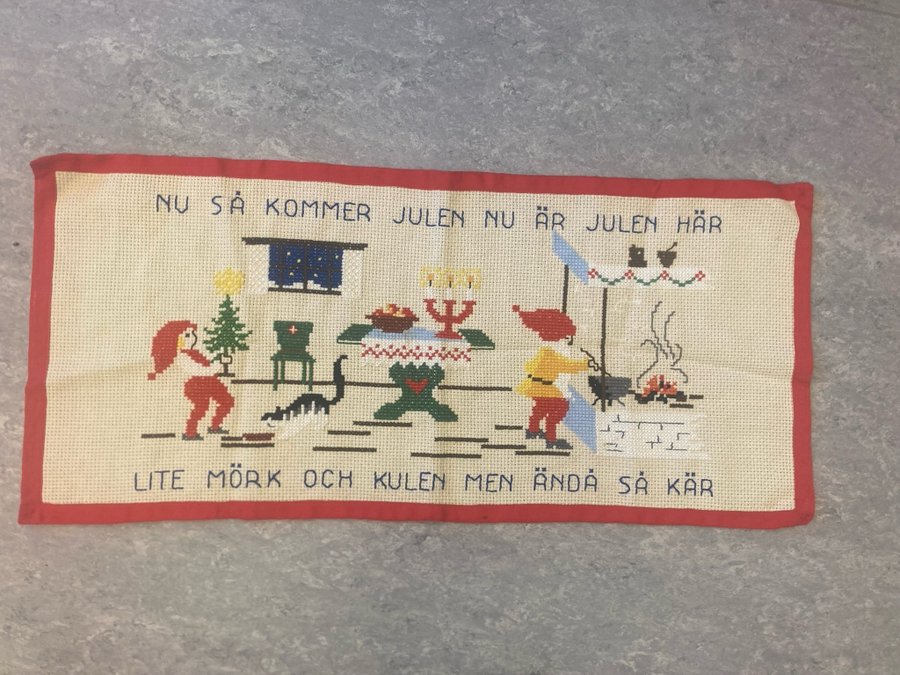 NU SÅ KOMMER JULEN NU ÄR JULEN HÄR
LITE MÖRK OCH KULEN MEN ÄNDÅ SÅ KÄR